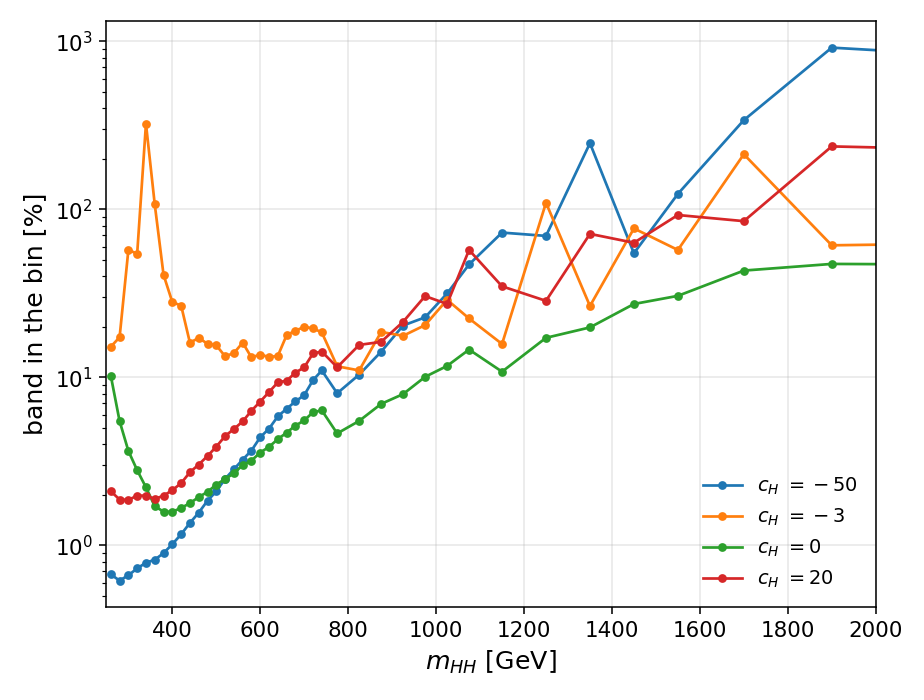 band in the bin [%]
10³
10²
10¹
10⁰
c_H = −50
c_H = −3
c_H = 0
c_H = 20
400 600 800 1000 1200 1400 1600 1800 2000
m_HH [GeV]